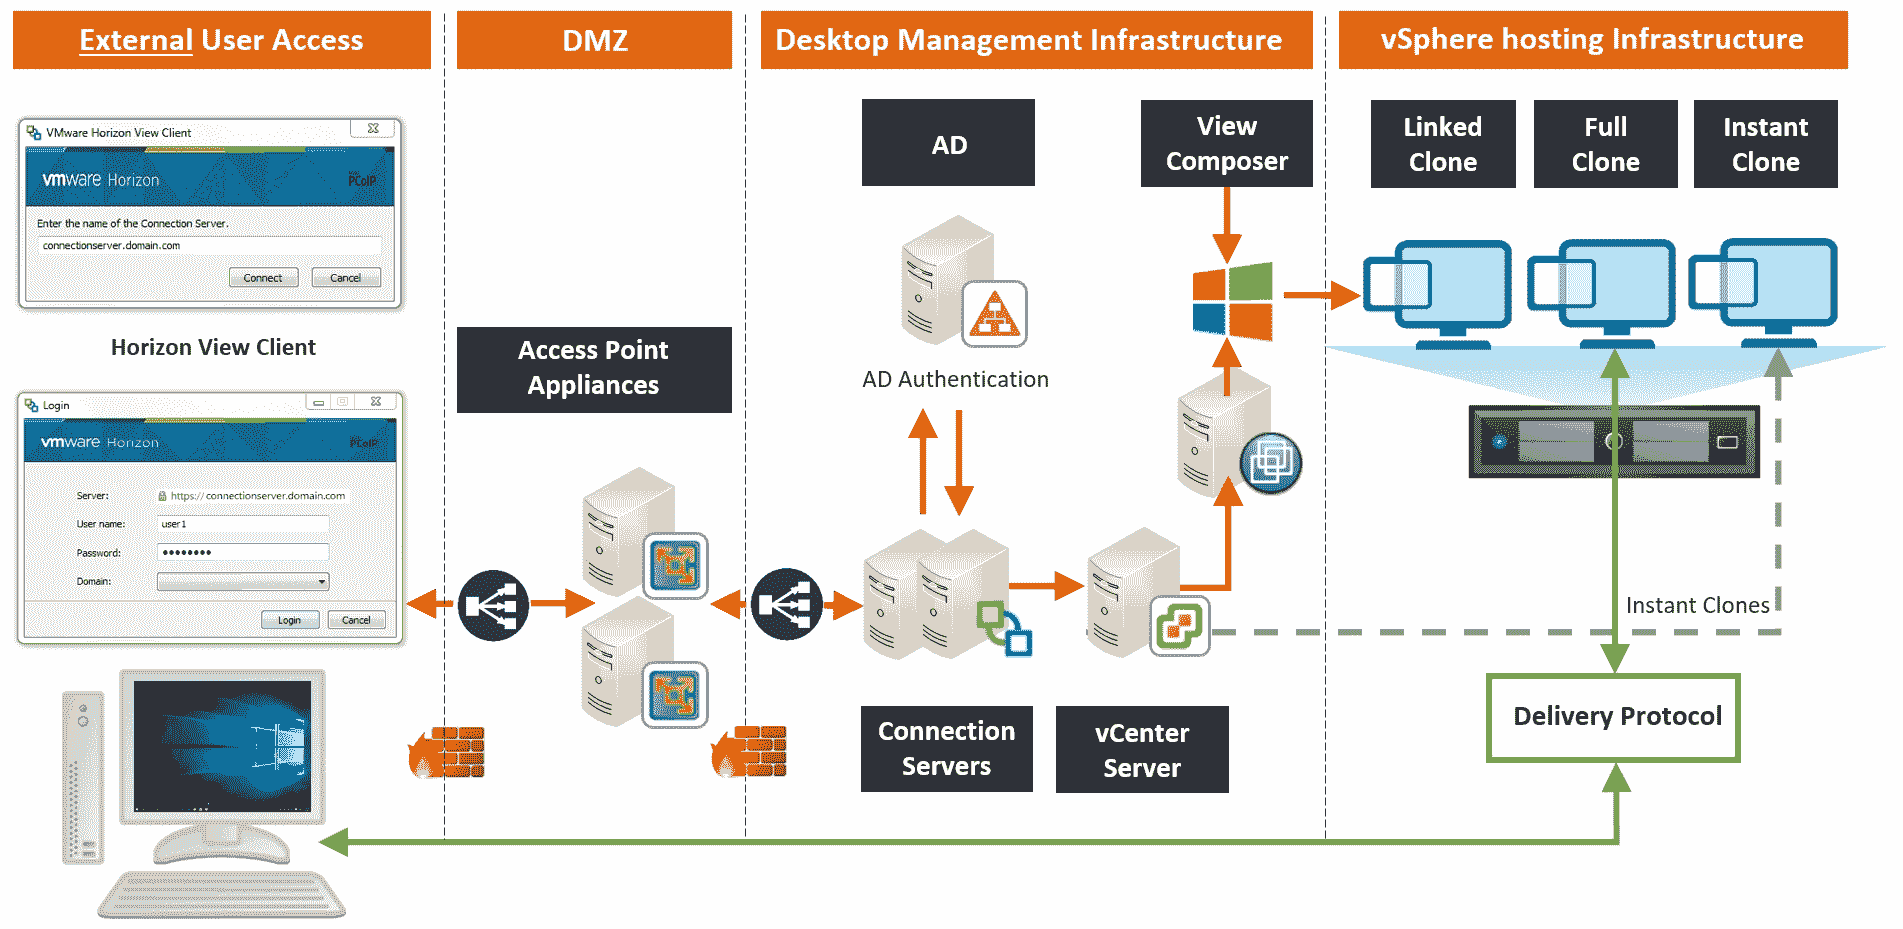 External User Access
DMZ
Desktop Management Infrastructure
vSphere hosting Infrastructure
VMware Horizon View Client
vmware Horizon
PCoIP
Enter the name of the Connection Server.
connectionserver.domain.com
Connect
Cancel
Horizon View Client
Login
vmware Horizon
PCoIP
Server:
https://connectionserver.domain.com
User name:
user1
Password:
Domain:
Login
Cancel
Access Point
Appliances
AD
AD Authentication
View
Composer
Connection
Servers
vCenter
Server
Linked
Clone
Full
Clone
Instant
Clone
Instant Clones
Delivery Protocol